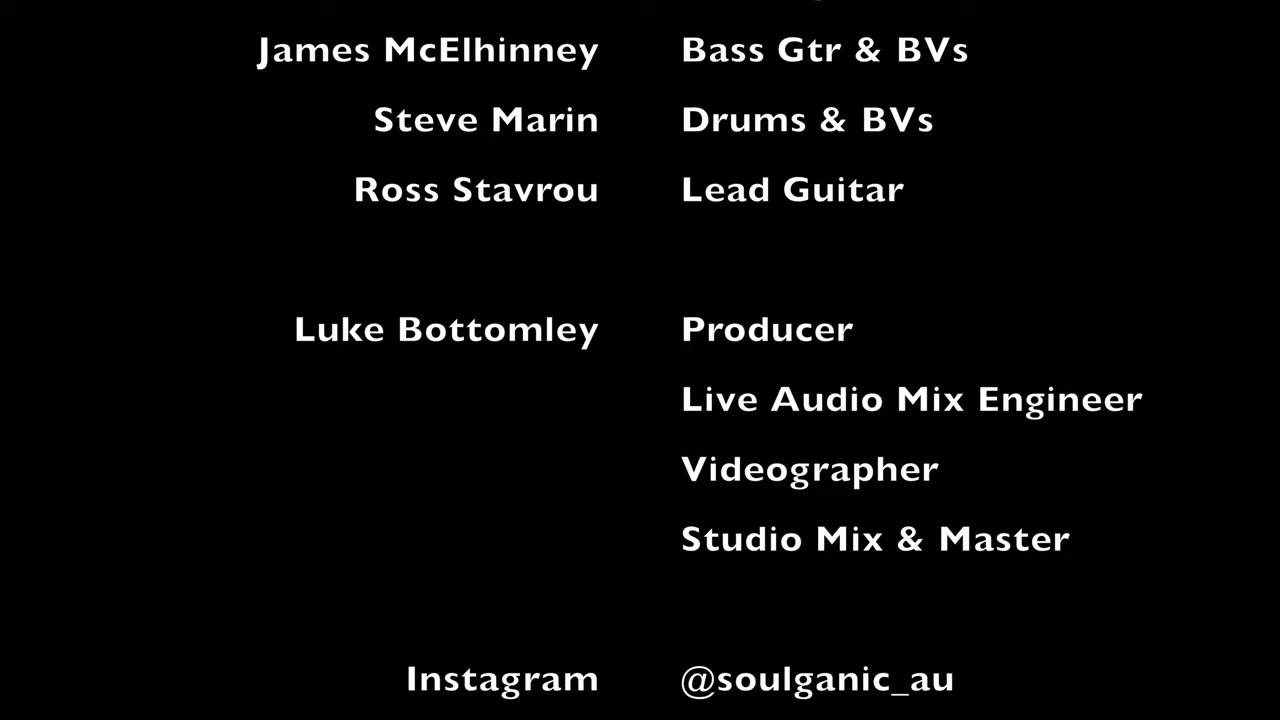 James McElhinney Bass Gtr & BVs
Steve Marin Drums & BVs
Ross Stavrou Lead Guitar
Luke Bottomley Producer
Live Audio Mix Engineer
Videographer
Studio Mix & Master
Instagram @soulganic_au